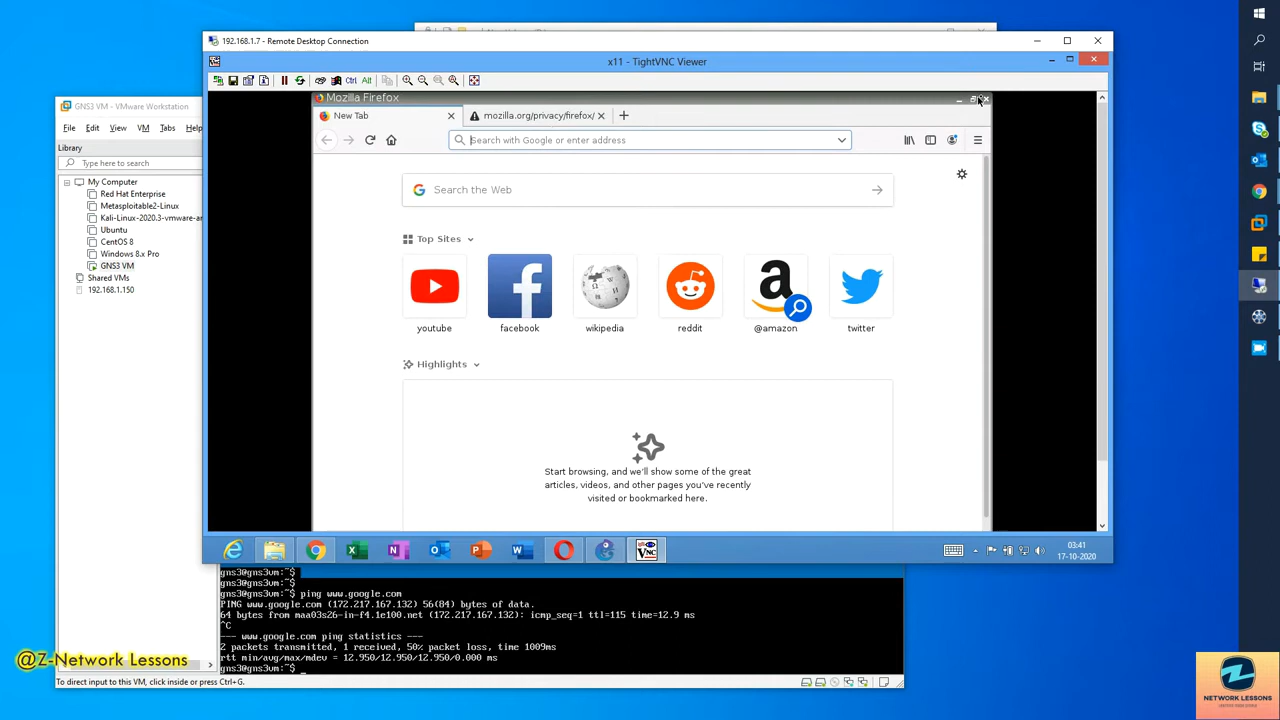 192.168.1.7 - Remote Desktop Connection
x11 - TightVNC Viewer
Ctrl Alt
Mozilla Firefox
New Tab
mozilla.org/privacy/firefox/
Search with Google or enter address
Search the Web
Top Sites
youtube
facebook
wikipedia
reddit
@amazon
twitter
Highlights
Start browsing, and we'll show some of the great
articles, videos, and other pages you've recently
visited or bookmarked here.
03:41
17-10-2020
GNS3 VM - VMware Workstation
File Edit View VM Tabs Help
Library
Type here to search
My Computer
Red Hat Enterprise
Metasploitable2-Linux
Kali-Linux-2020.3-vmware-a
Ubuntu
CentOS 8
Windows 8.x Pro
GNS3 VM
Shared VMs
192.168.1.150
gns3@gns3vm:~$
gns3@gns3vm:~$
gns3@gns3vm:~$ ping www.google.com
PING www.google.com (172.217.167.132) 56(84) bytes of data.
64 bytes from maa03s26-in-f4.1e100.net (172.217.167.132): icmp_seq=1 ttl=115 time=12.9 ms
^C
--- www.google.com ping statistics ---
2 packets transmitted, 1 received, 50% packet loss, time 1009ms
rtt min/avg/max/mdev = 12.950/12.950/12.950/0.000 ms
gns3@gns3vm:~$ _
To direct input to this VM, click inside or press Ctrl+G.
@Z-Network Lessons
NETWORK LESSONS